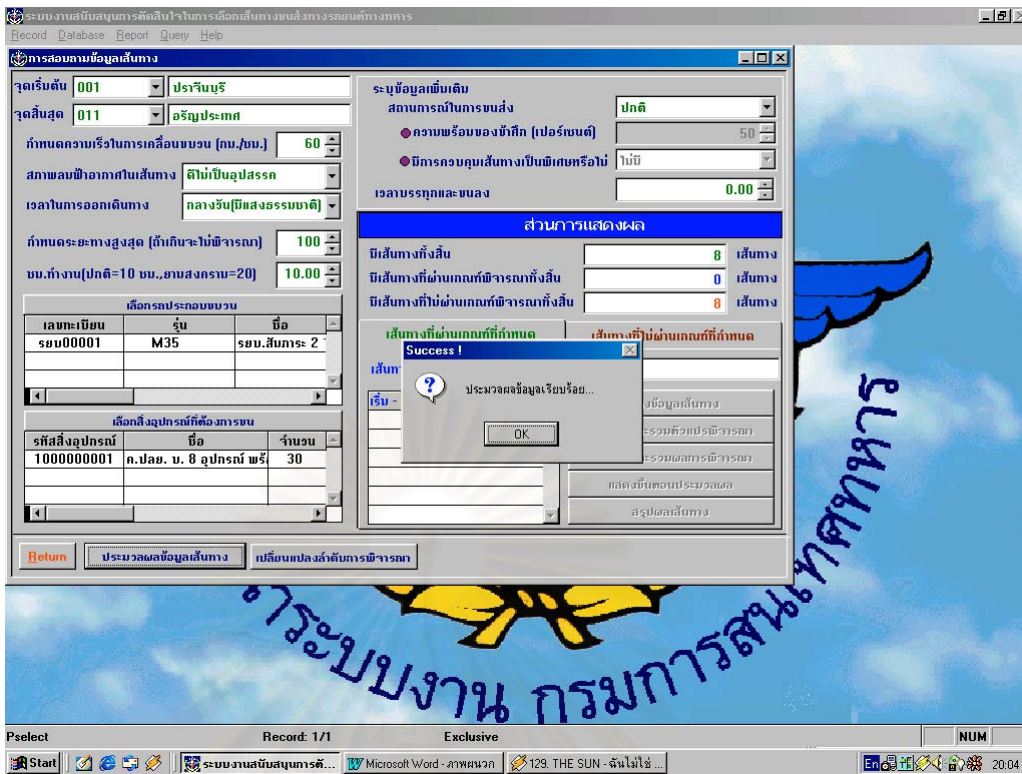 ระบบงานสนับสนุนการตัดสินใจในการเลือกเส้นทางขนส่งทางรถยนต์ทางทหาร
Record Database Report Query Help
การสอบถามข้อมูลเส้นทาง
จุดเริ่มต้น 001 ปราจีนบุรี
จุดสิ้นสุด 011 อรัญประเทศ
กำหนดความเร็วในการเคลื่อนขบวน (กม./ชม.) 60
สภาพลมฟ้าอากาศในเส้นทาง ดีไม่เป็นอุปสรรค
เวลาในการออกเดินทาง กลางวัน(มีแสงธรรมชาติ)
กำหนดระยะทางสูงสุด (ถ้าเกินจะไม่พิจารณา) 100
ชม.ทำงาน(ปกติ=10 ชม.,ยามสงคราม=20) 10.00
เลือกรถประกอบขบวน
เลขทะเบียน รุ่น ชื่อ
รยบ00001 M35 รยบ.สัมภาระ 2
เลือกสิ่งอุปกรณ์ที่ต้องการขน
รหัสสิ่งอุปกรณ์ ชื่อ จำนวน
1000000001 ค.ปลย. บ. 8 อุปกรณ์ พร้ 30
ระบุข้อมูลเพิ่มเติม
สถานการณ์ในการขนส่ง ปกติ
ความพร้อมของข้าศึก (เปอร์เซนต์) 50
มีการควบคุมเส้นทางเป็นพิเศษหรือไม่ ไม่มี
เวลาบรรทุกและขนลง 0.00
ส่วนการแสดงผล
มีเส้นทางทั้งสิ้น 8 เส้นทาง
มีเส้นทางที่ผ่านเกณฑ์พิจารณาทั้งสิ้น 0 เส้นทาง
มีเส้นทางที่ไม่ผ่านเกณฑ์พิจารณาทั้งสิ้น 8 เส้นทาง
เส้นทางที่ผ่านเกณฑ์ที่กำหนด เส้นทางที่ไม่ผ่านเกณฑ์ที่กำหนด
Success !
ประมวลผลข้อมูลเรียบร้อย...
OK
เริ่ม -
แสดงขั้นตอนประมวลผล
สรุปผลเส้นทาง
Return ประมวลผลข้อมูลเส้นทาง เปลี่ยนแปลงลำดับการพิจารณา
ระบบงาน กรมการสนเทศทหาร
Pselect Record: 1/1 Exclusive NUM
Start ระบบงานสนับสนุนการตั... Microsoft Word - ภาพผนวก 129. THE SUN - ฉันไม่ใช่ ... En 20:04